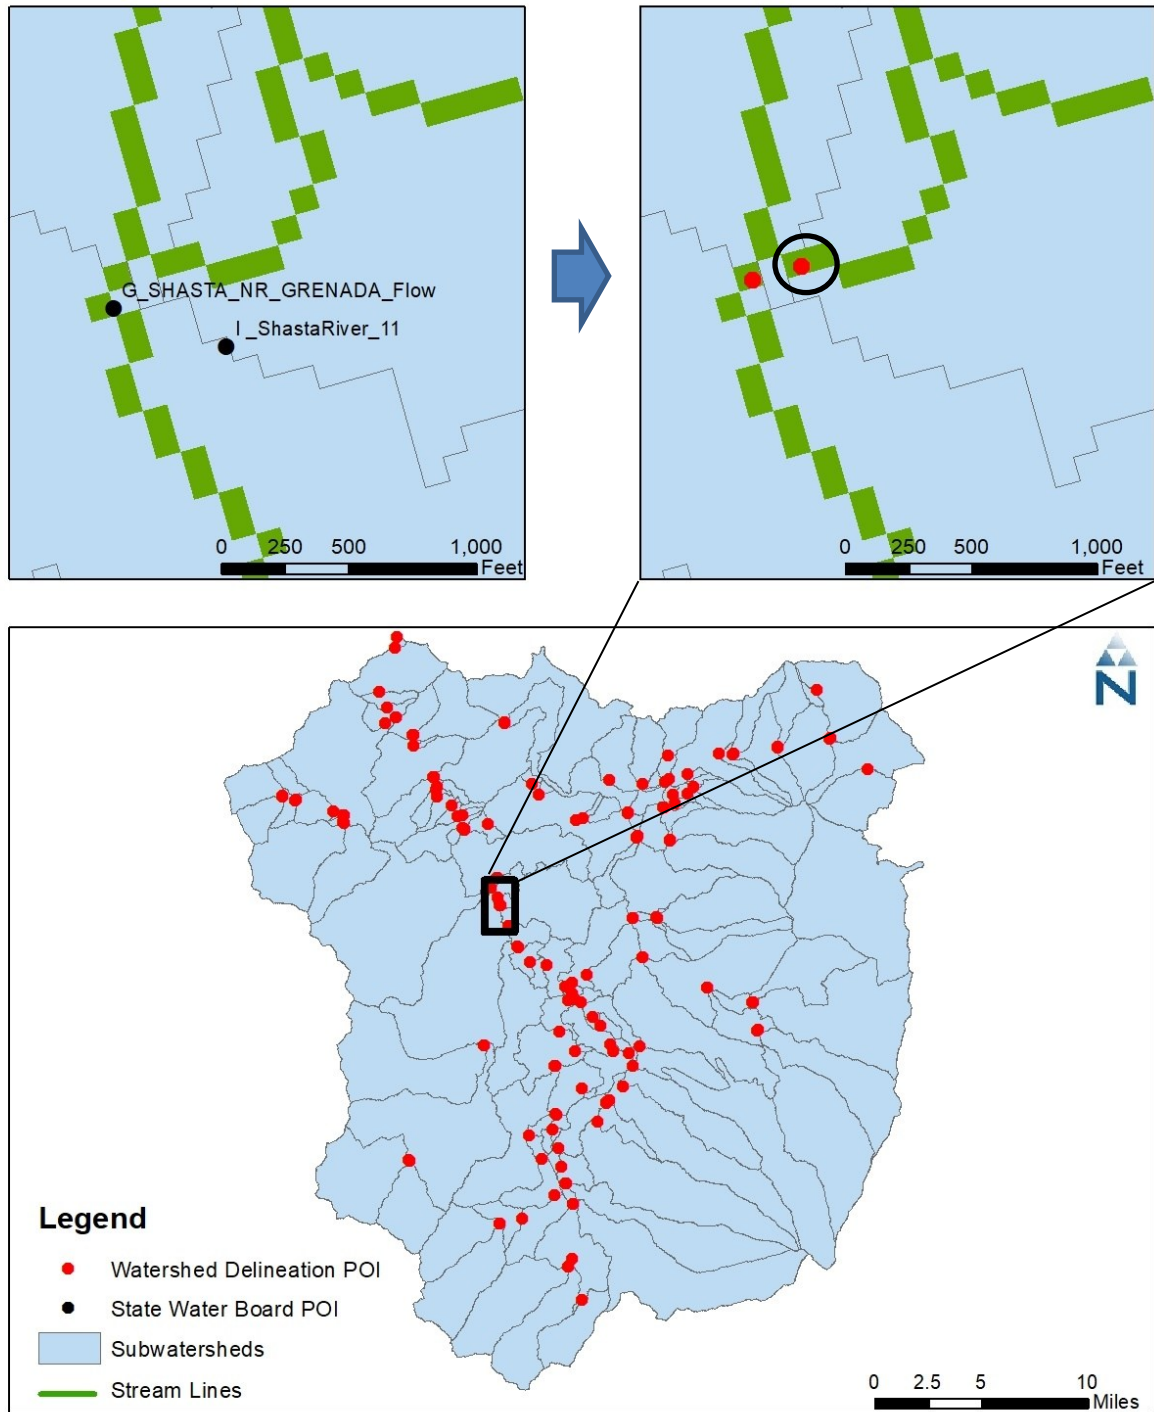 G_SHASTA_NR_GRENADA_Flow
I_ShastaRiver_11
0 250 500 1,000
Feet
0 250 500 1,000
Feet
N
Legend
Watershed Delineation POI
State Water Board POI
Subwatersheds
Stream Lines
0 2.5 5 10
Miles